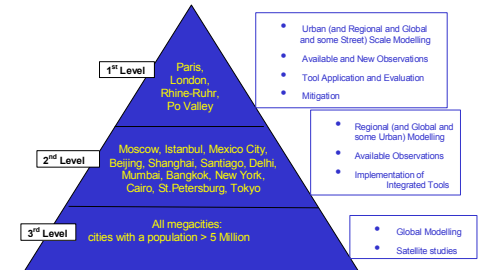 1st Level
Paris,
London,
Rhine-Ruhr,
Po Valley
• Urban (and Regional and Global
and some Street) Scale Modelling
• Available and New Observations
• Tool Application and Evaluation
• Mitigation
2nd Level
Moscow, Istanbul, Mexico City,
Beijing, Shanghai, Santiago, Delhi,
Mumbai, Bangkok, New York,
Cairo, St.Petersburg, Tokyo
• Regional (and Global and
some Urban) Modelling
• Available Observations
• Implementation of
Integrated Tools
3rd Level
All megacities:
cities with a population > 5 Million
• Global Modelling
• Satellite studies